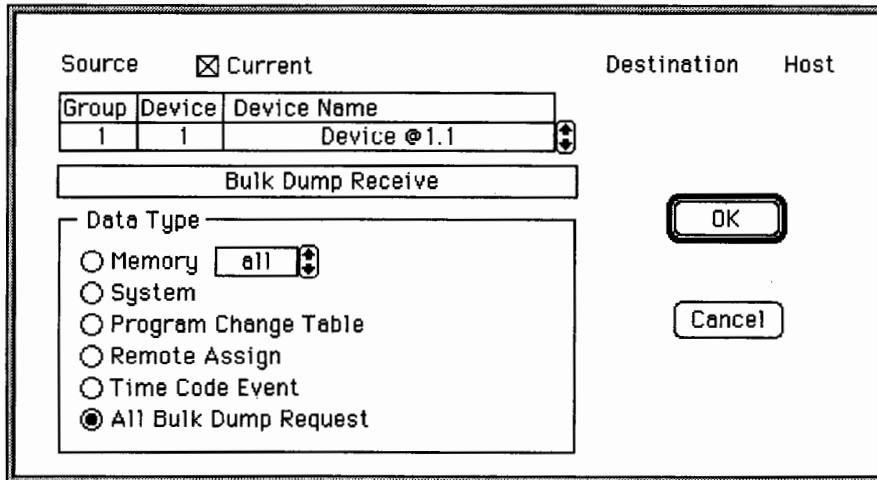 Source Current Destination Host
Group Device Device Name
1 1 Device @1.1
Bulk Dump Receive
Data Type
Memory all
System
Program Change Table
Remote Assign
Time Code Event
All Bulk Dump Request
OK
Cancel